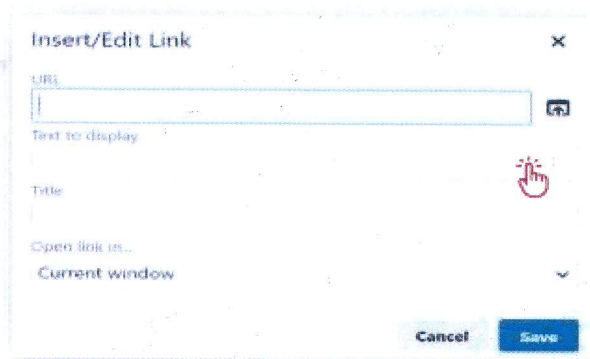 Insert/Edit Link
URL
Text to display
Title
Open link in...
Current window
Cancel Save